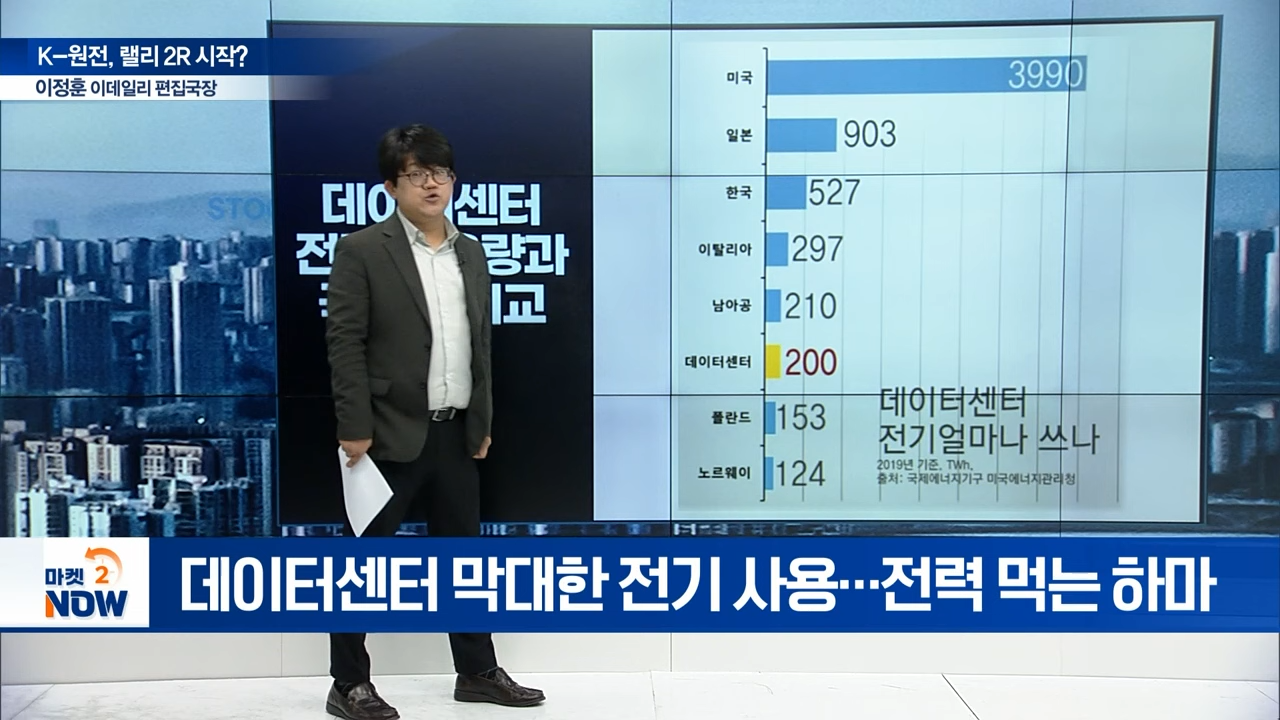 K-원전, 랠리 2R 시작?
이정훈 이데일리 편집국장
STO
데이 센터
전 량과
교
미국 3990
일본 903
한국 527
이탈리아 297
남아공 210
데이터센터 200
폴란드 153
노르웨이 124
데이터센터
전기얼마나 쓰나
2019년 기준, TWh,
출처: 국제에너지기구 미국에너지관리청
마켓 2
NOW
데이터센터 막대한 전기 사용…전력 먹는 하마